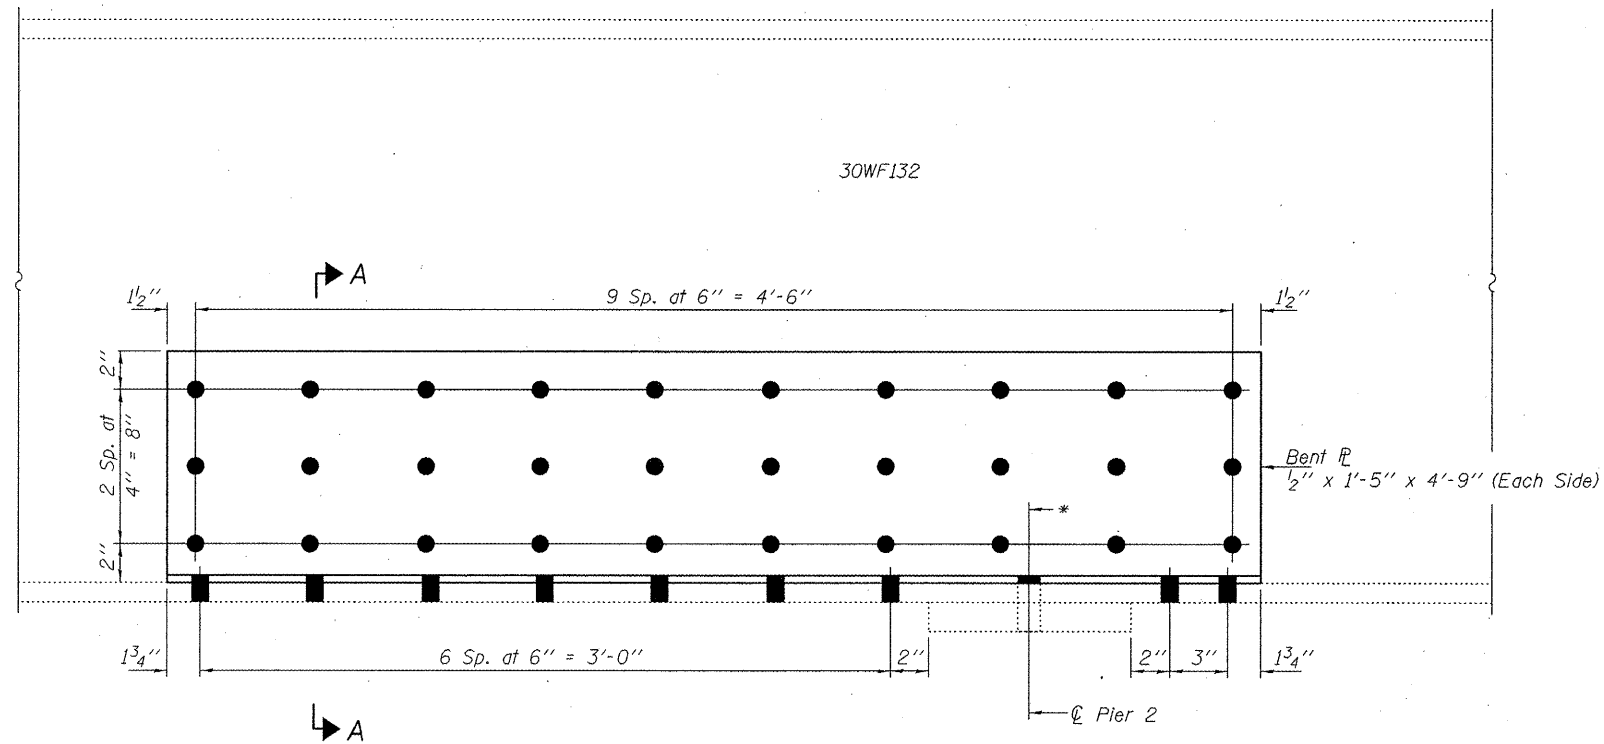 30WF132
A
1½"
9 Sp. at 6" = 4'-6"
1½"
2"
2 Sp. at
4" = 8"
2"
Bent ⅊
½" x 1'-5" x 4'-9" (Each Side)
*
1¾"
6 Sp. at 6" = 3'-0"
2"
2"
3"
1¾"
℄ Pier 2
A